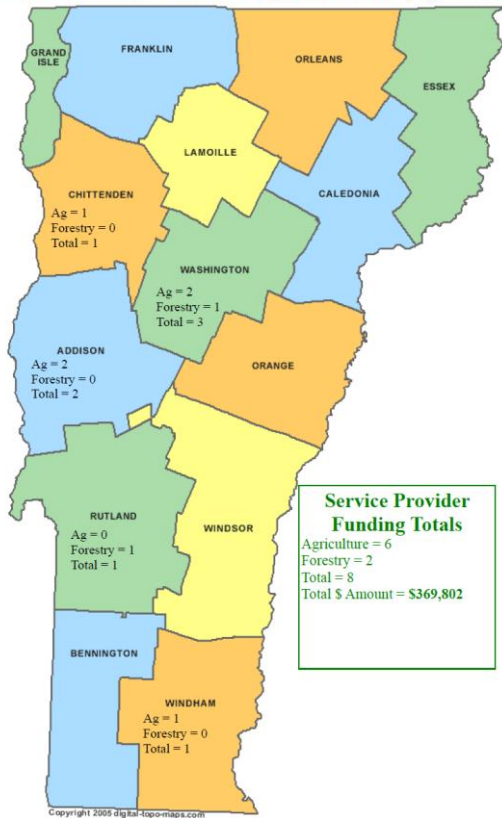 GRAND
ISLE
FRANKLIN
ORLEANS
ESSEX
LAMOILLE
CALEDONIA
CHITTENDEN
Ag = 1
Forestry = 0
Total = 1
WASHINGTON
Ag = 2
Forestry = 1
Total = 3
ADDISON
Ag = 2
Forestry = 0
Total = 2
ORANGE
RUTLAND
Ag = 0
Forestry = 1
Total = 1
WINDSOR
Service Provider
Funding Totals
Agriculture = 6
Forestry = 2
Total = 8
Total $ Amount = $369,802
BENNINGTON
WINDHAM
Ag = 1
Forestry = 0
Total = 1
Copyright 2005 digital-topo-maps.com